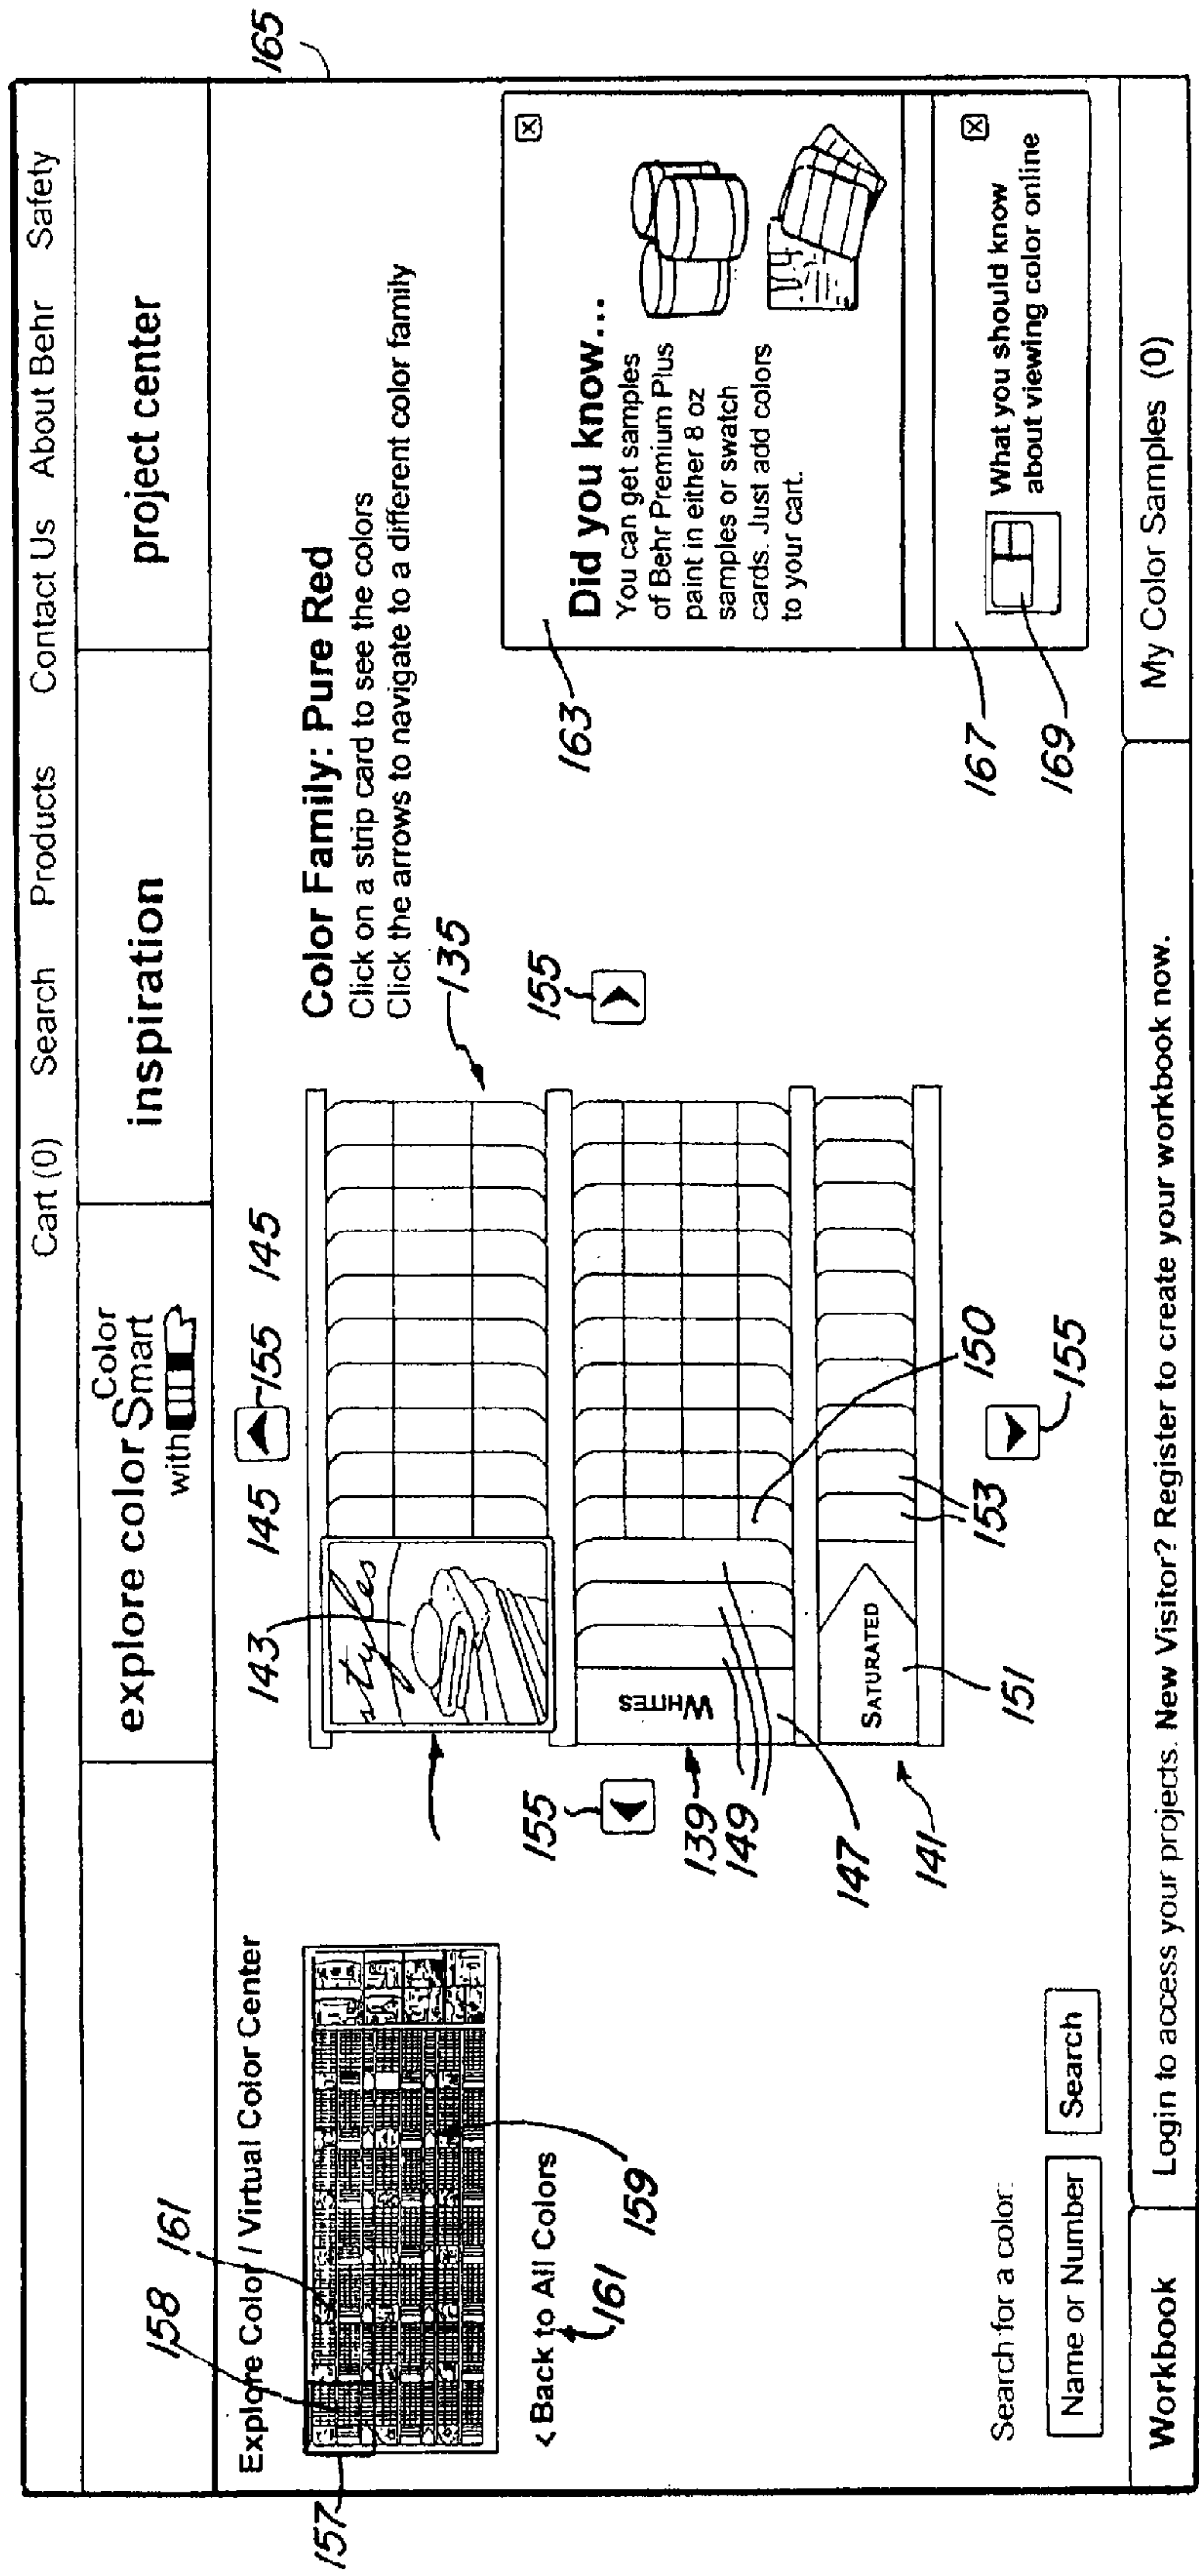 165
Cart (0) Search Products Contact Us About Behr Safety
explore color
with Color Smart
inspiration
project center
Explore Color / Virtual Color Center
158
161
157
159
< Back to All Colors
161
Search for a color:
Name or Number
Search
143
145
155
145
styles
155
135
155
WHITES
139
149
147
150
SATURATED
141
151
153
155
Color Family: Pure Red
Click on a strip card to see the colors
Click the arrows to navigate to a different color family
163
Did you know...
You can get samples
of Behr Premium Plus
paint in either 8 oz
samples or swatch
cards. Just add colors
to your cart.
167
169
What you should know
about viewing color online
Workbook
Login to access your projects. New Visitor? Register to create your workbook now.
My Color Samples (0)